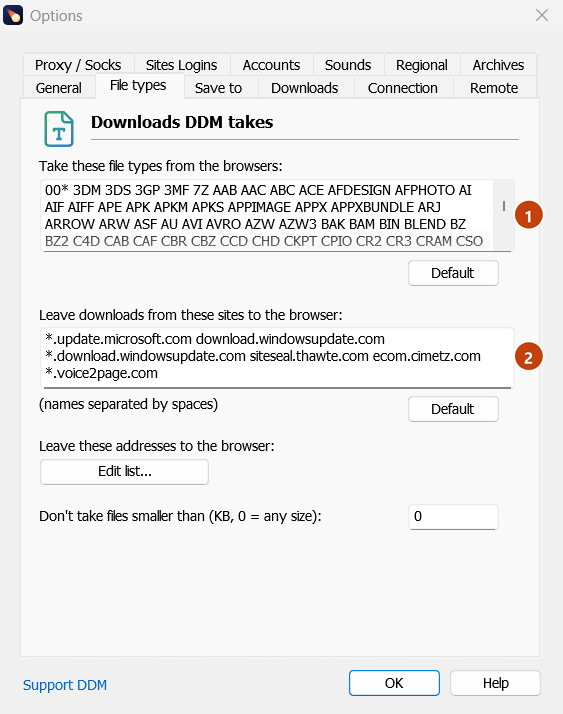 Options
Proxy / Socks Sites Logins Accounts Sounds Regional Archives
General File types Save to Downloads Connection Remote
Downloads DDM takes
Take these file types from the browsers:
00* 3DM 3DS 3GP 3MF 7Z AAB AAC ABC ACE AFDESIGN AFPHOTO AI
AIF AIFF APE APK APKM APKS APPIMAGE APPX APPXBUNDLE ARJ
ARROW ARW ASF AU AVI AVRO AZW AZW3 BAK BAM BIN BLEND BZ
BZ2 C4D CAB CAF CBR CBZ CCD CHD CKPT CPIO CR2 CR3 CRAM CSO
1
Default
Leave downloads from these sites to the browser:
*.update.microsoft.com download.windowsupdate.com
*.download.windowsupdate.com siteseal.thawte.com ecom.cimetz.com
*.voice2page.com
2
(names separated by spaces)
Default
Leave these addresses to the browser:
Edit list...
Don't take files smaller than (KB, 0 = any size):
0
Support DDM
OK
Help